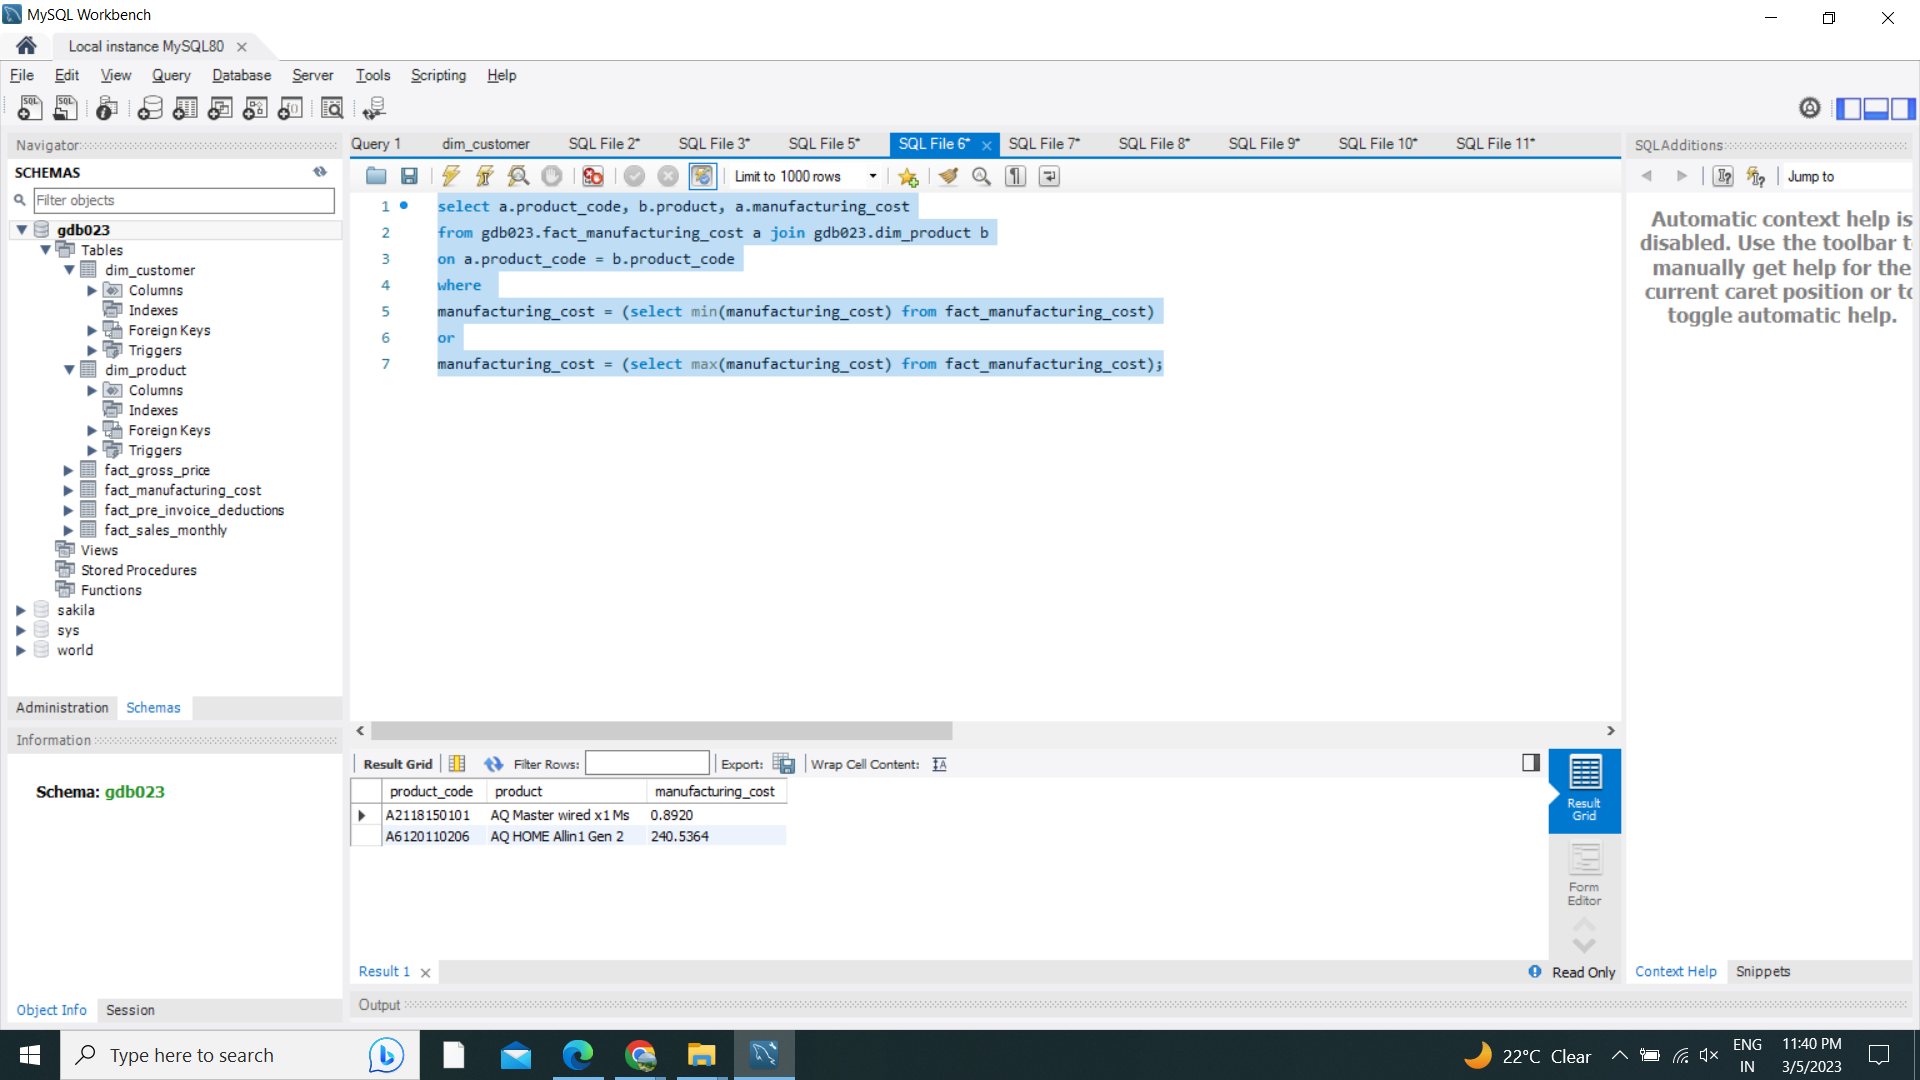 MySQL Workbench
Local instance MySQL80
File Edit View Query Database Server Tools Scripting Help
Navigator
SCHEMAS
Filter objects
gdb023
Tables
dim_customer
Columns
Indexes
Foreign Keys
Triggers
dim_product
Columns
Indexes
Foreign Keys
Triggers
fact_gross_price
fact_manufacturing_cost
fact_pre_invoice_deductions
fact_sales_monthly
Views
Stored Procedures
Functions
sakila
sys
world
Administration Schemas
Information
Schema: gdb023
Object Info Session
Query 1 dim_customer SQL File 2* SQL File 3* SQL File 5* SQL File 6* SQL File 7* SQL File 8* SQL File 9* SQL File 10* SQL File 11*
Limit to 1000 rows
1 select a.product_code, b.product, a.manufacturing_cost
2 from gdb023.fact_manufacturing_cost a join gdb023.dim_product b
3 on a.product_code = b.product_code
4 where
5 manufacturing_cost = (select min(manufacturing_cost) from fact_manufacturing_cost)
6 or
7 manufacturing_cost = (select max(manufacturing_cost) from fact_manufacturing_cost);
Result Grid Filter Rows: Export: Wrap Cell Content:
product_code product manufacturing_cost
A2118150101 AQ Master wired x1 Ms 0.8920
A6120110206 AQ HOME Allin1 Gen 2 240.5364
Result
Grid
Form
Editor
Result 1
Read Only
Output
SQLAdditions
Jump to
Automatic context help is
disabled. Use the toolbar t
manually get help for the
current caret position or to
toggle automatic help.
Context Help Snippets
Type here to search
22°C Clear
ENG
IN
11:40 PM
3/5/2023